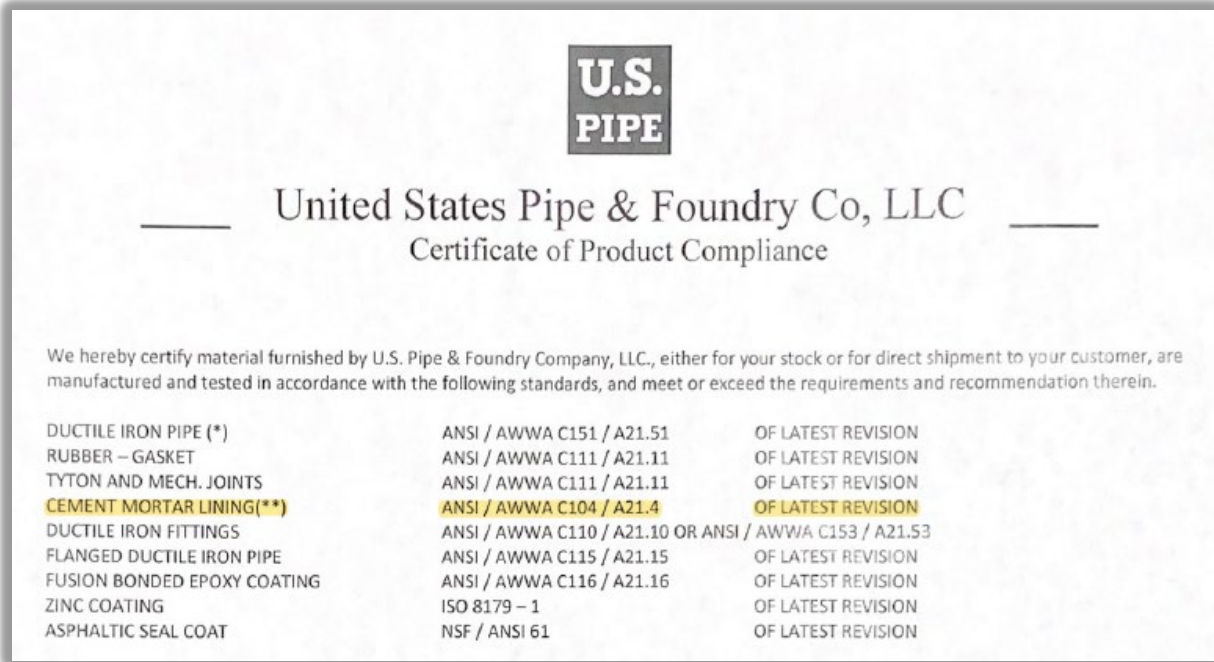 U.S.
PIPE
United States Pipe & Foundry Co, LLC
Certificate of Product Compliance
We hereby certify material furnished by U.S. Pipe & Foundry Company, LLC., either for your stock or for direct shipment to your customer, are
manufactured and tested in accordance with the following standards, and meet or exceed the requirements and recommendation therein.
DUCTILE IRON PIPE (*) ANSI / AWWA C151 / A21.51 OF LATEST REVISION
RUBBER – GASKET ANSI / AWWA C111 / A21.11 OF LATEST REVISION
TYTON AND MECH. JOINTS ANSI / AWWA C111 / A21.11 OF LATEST REVISION
CEMENT MORTAR LINING(**) ANSI / AWWA C104 / A21.4 OF LATEST REVISION
DUCTILE IRON FITTINGS ANSI / AWWA C110 / A21.10 OR ANSI / AWWA C153 / A21.53
FLANGED DUCTILE IRON PIPE ANSI / AWWA C115 / A21.15 OF LATEST REVISION
FUSION BONDED EPOXY COATING ANSI / AWWA C116 / A21.16 OF LATEST REVISION
ZINC COATING ISO 8179 – 1 OF LATEST REVISION
ASPHALTIC SEAL COAT NSF / ANSI 61 OF LATEST REVISION